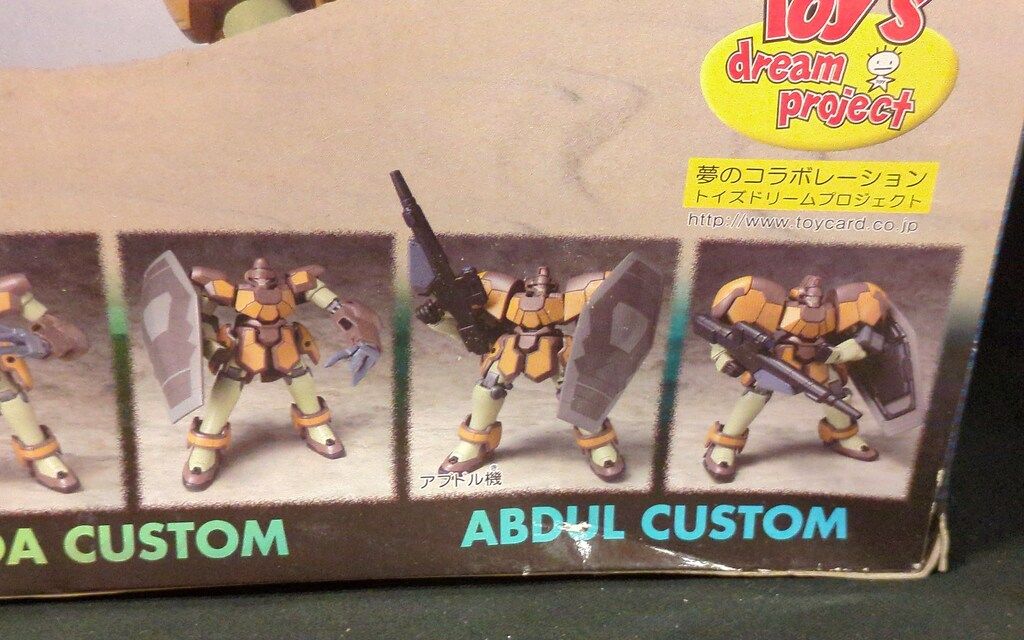 Toy's
dream
project
夢のコラボレーション
トイズドリームプロジェクト
http://www.toycard.co.jp
アブドル機
DA CUSTOM
ABDUL CUSTOM